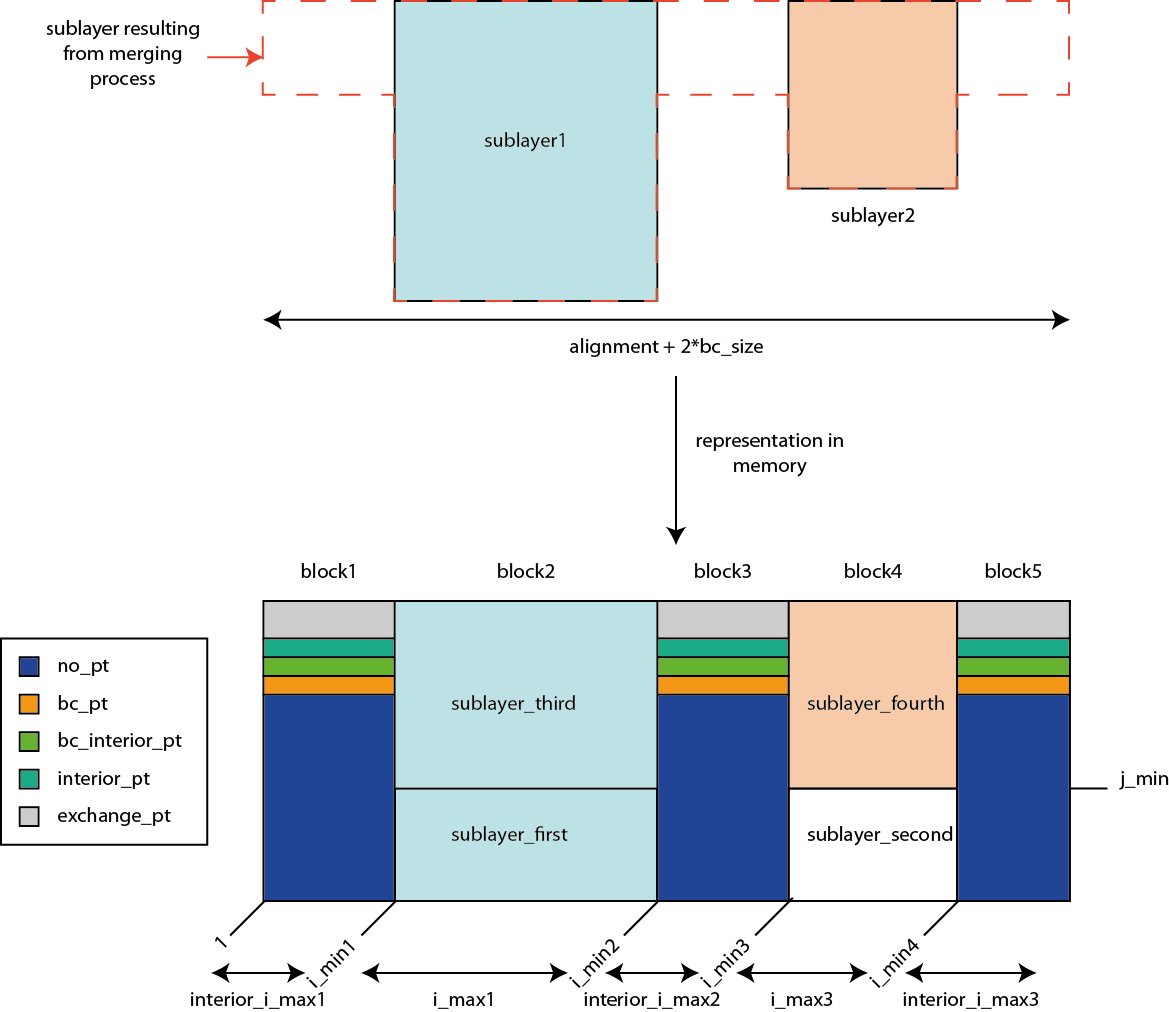 sublayer resulting
from merging
process
sublayer1
sublayer2
alignment + 2*bc_size
representation in
memory
block1
block2
block3
block4
block5
no_pt
bc_pt
bc_interior_pt
interior_pt
exchange_pt
sublayer_third
sublayer_fourth
j_min
sublayer_first
sublayer_second
1
i_min1
i_min2
i_min3
i_min4
interior_i_max1
i_max1
interior_i_max2
i_max3
interior_i_max3